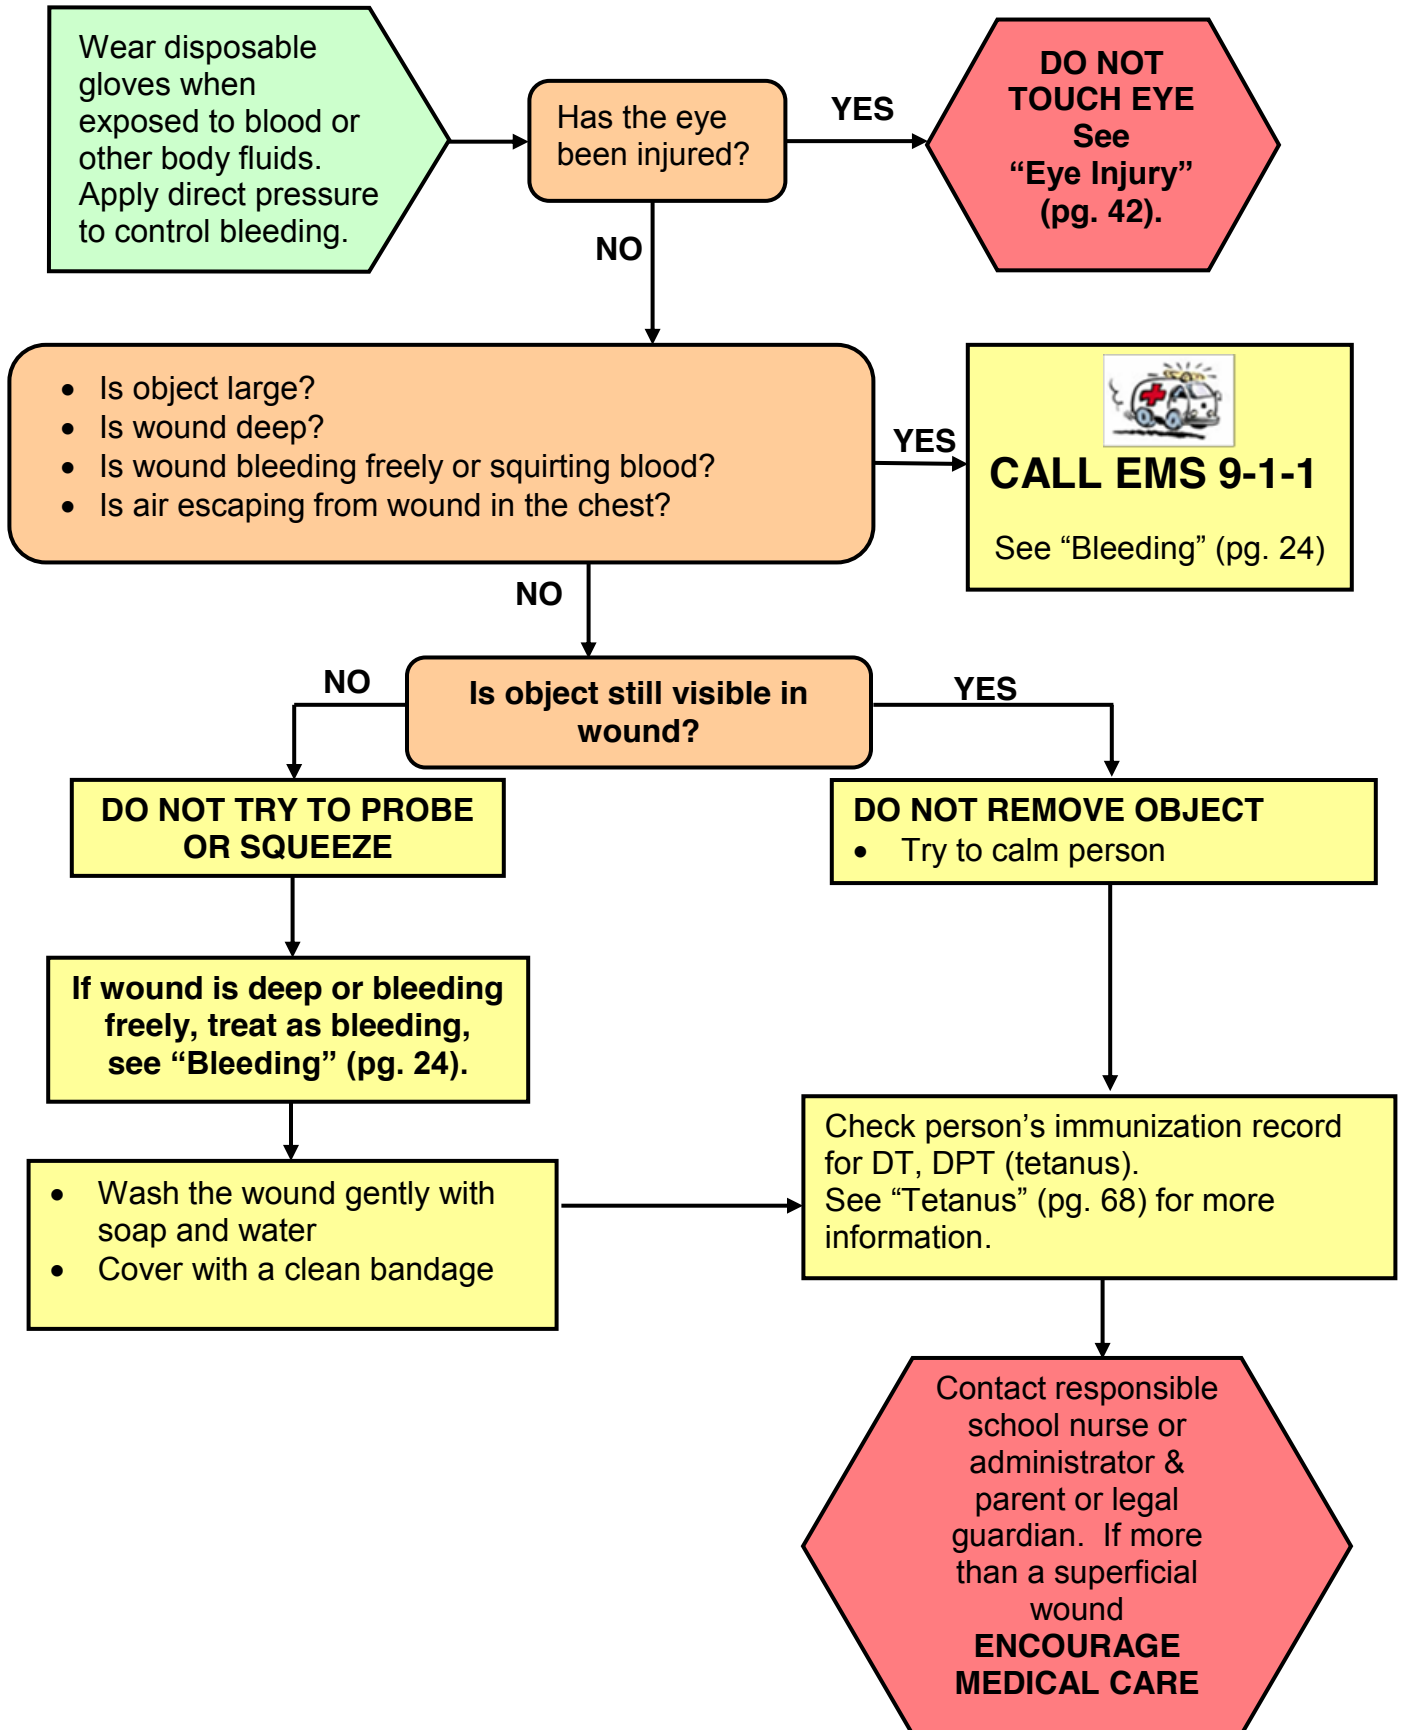 Wear disposable
gloves when
exposed to blood or
other body fluids.
Apply direct pressure
to control bleeding.
Has the eye
been injured?
YES
DO NOT
TOUCH EYE
See
“Eye Injury”
(pg. 42).
NO
• Is object large?
• Is wound deep?
• Is wound bleeding freely or squirting blood?
• Is air escaping from wound in the chest?
YES
CALL EMS 9-1-1
See “Bleeding” (pg. 24)
NO
Is object still visible in
wound?
NO
YES
DO NOT TRY TO PROBE
OR SQUEEZE
DO NOT REMOVE OBJECT
• Try to calm person
If wound is deep or bleeding
freely, treat as bleeding,
see “Bleeding” (pg. 24).
• Wash the wound gently with
soap and water
• Cover with a clean bandage
Check person’s immunization record
for DT, DPT (tetanus).
See “Tetanus” (pg. 68) for more
information.
Contact responsible
school nurse or
administrator &
parent or legal
guardian.  If more
than a superficial
wound
ENCOURAGE
MEDICAL CARE